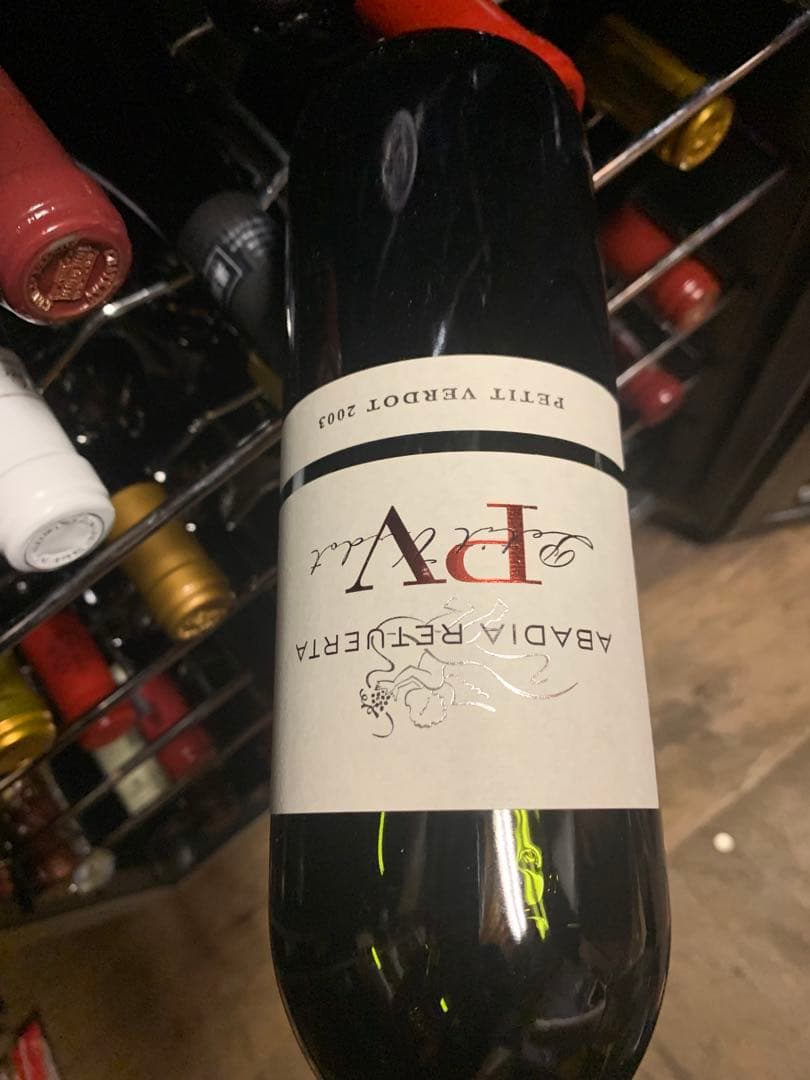 ABADIA RETUERTA
PV
Petit Verdot
PETIT VERDOT 2003